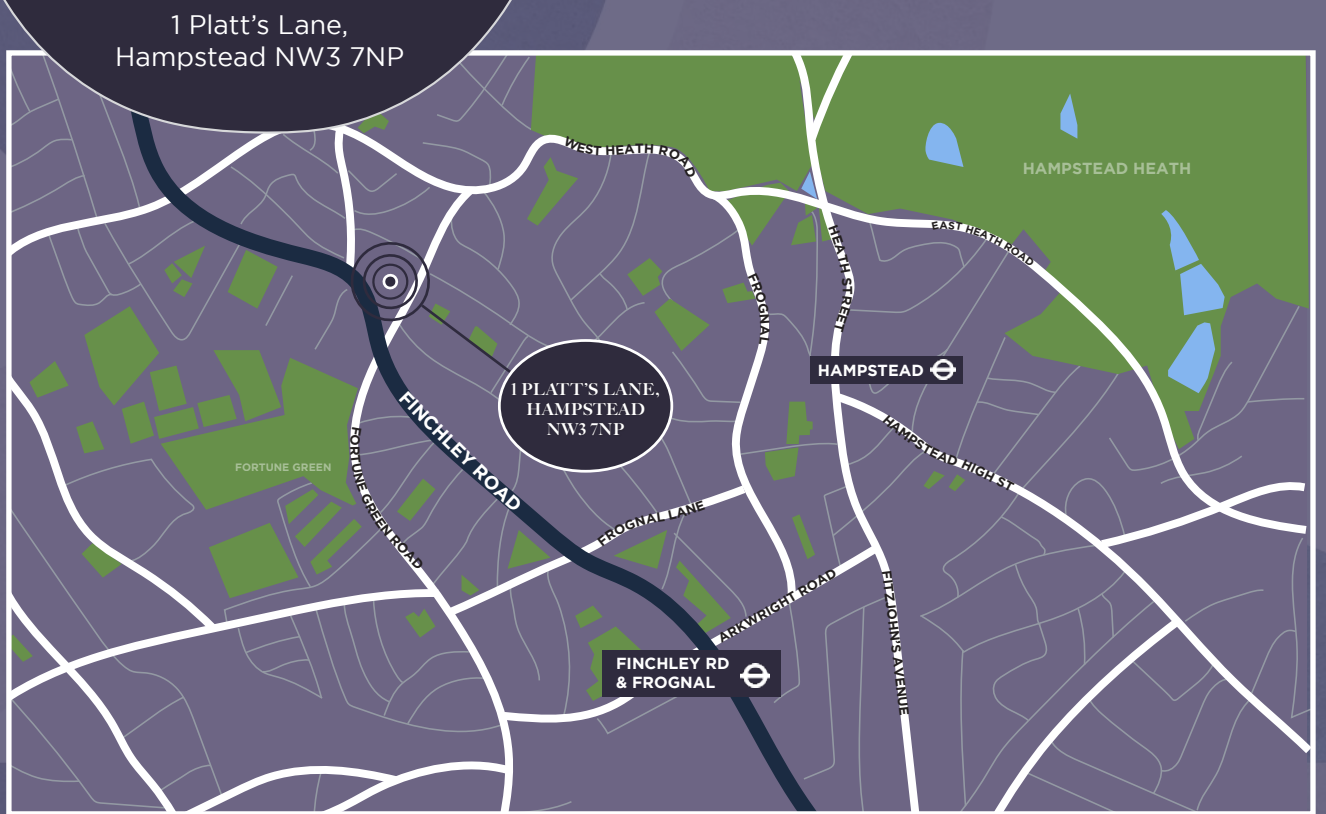 1 Platt's Lane,
Hampstead NW3 7NP
WEST HEATH ROAD
HAMPSTEAD HEATH
EAST HEATH ROAD
HEATH STREET
FROGNAL
HAMPSTEAD
1 PLATT'S LANE,
HAMPSTEAD
NW3 7NP
FINCHLEY ROAD
FORTUNE GREEN
FORTUNE GREEN ROAD
HAMPSTEAD HIGH ST
FROGNAL LANE
ARKWRIGHT ROAD
FITZJOHN'S AVENUE
FINCHLEY RD
& FROGNAL